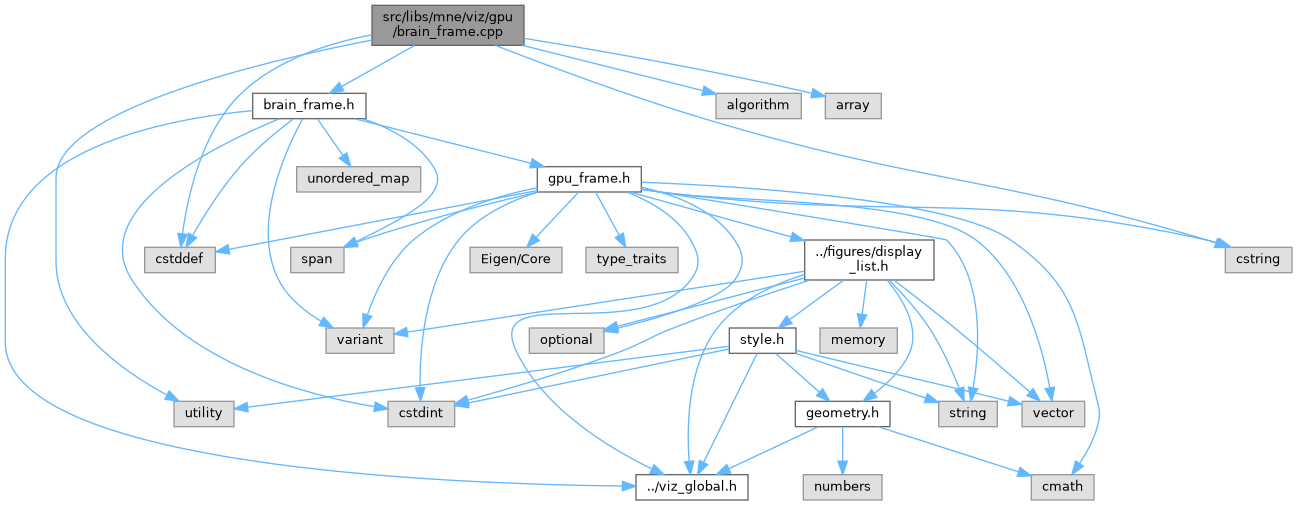 src/libs/mne/viz/gpu
/brain_frame.cpp
brain_frame.h
algorithm
array
unordered_map
gpu_frame.h
cstddef
span
Eigen/Core
type_traits
../figures/display
_list.h
cstring
variant
optional
style.h
memory
utility
cstdint
geometry.h
string
vector
../viz_global.h
numbers
cmath